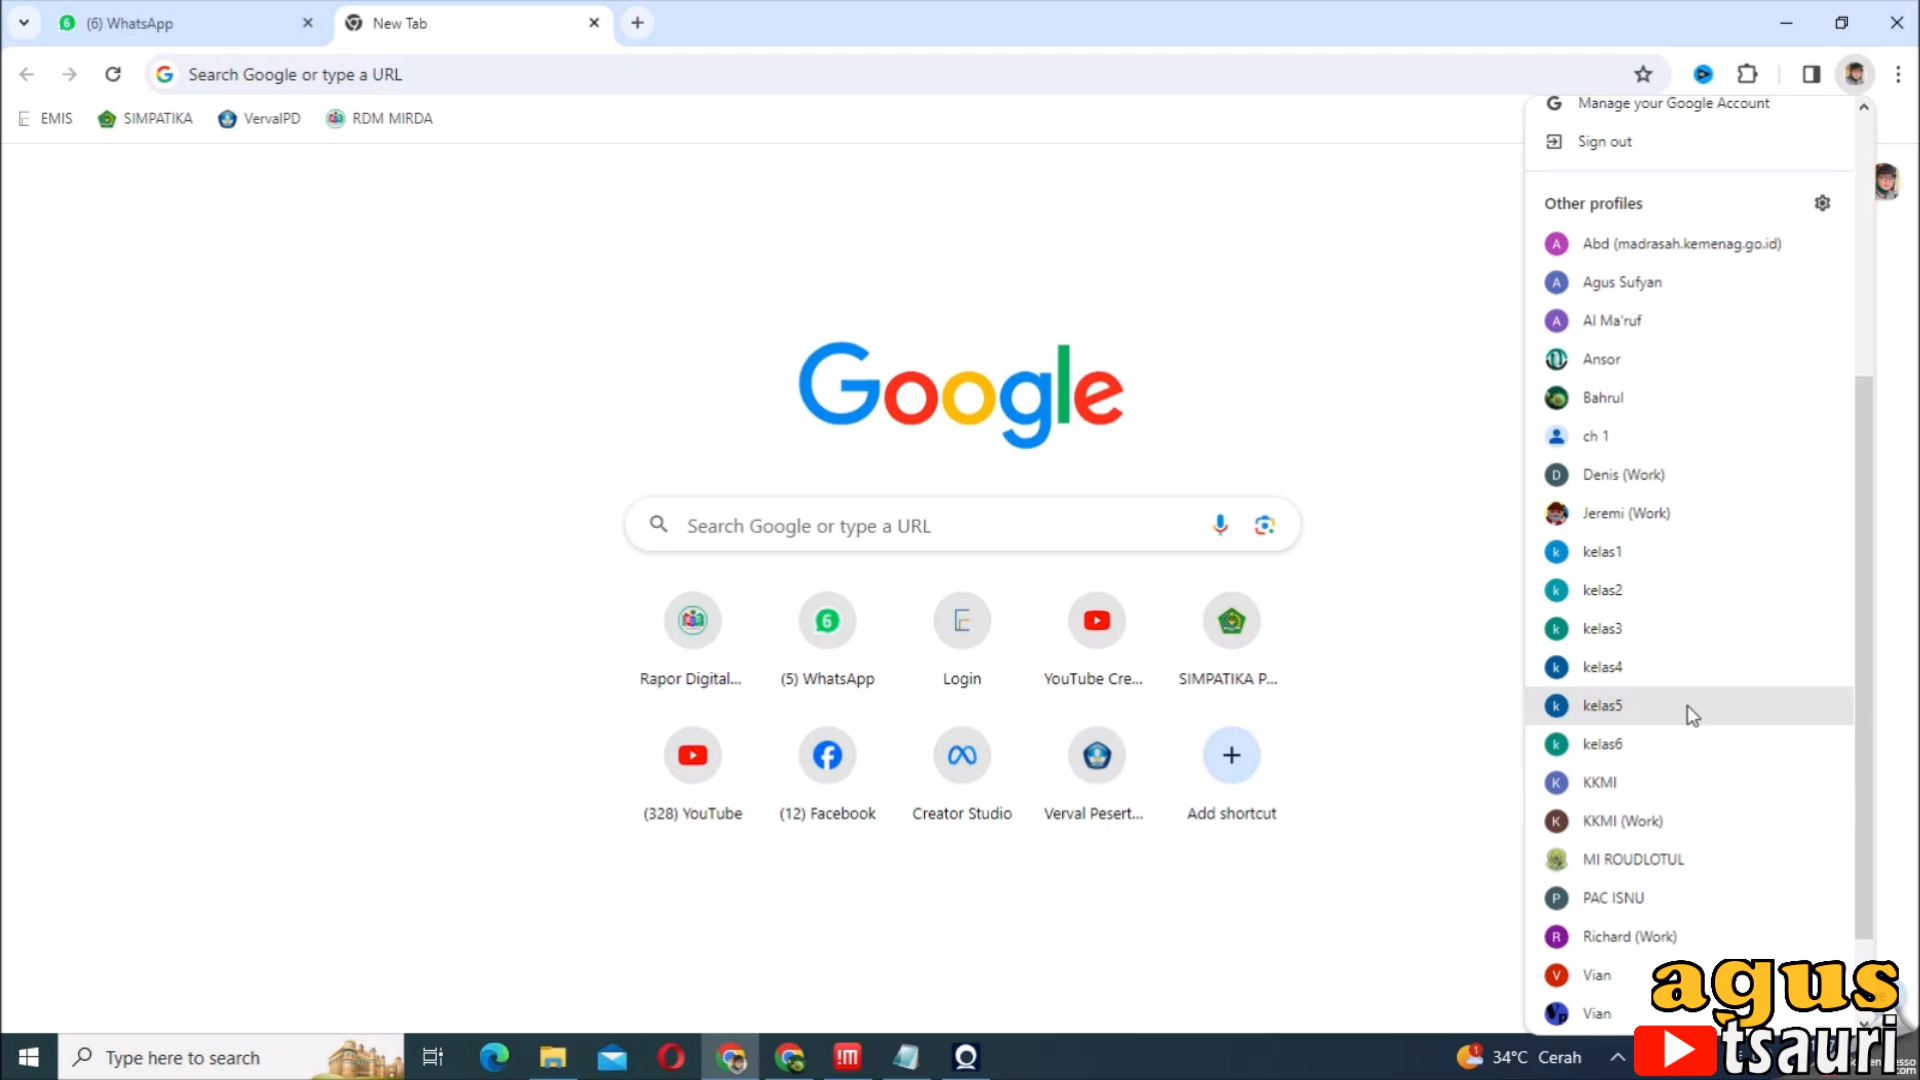 (6) WhatsApp
New Tab
Search Google or type a URL
EMIS
SIMPATIKA
VervalPD
RDM MIRDA
Manage your Google Account
Sign out
Other profiles
A Abd (madrasah.kemenag.go.id)
A Agus Sufyan
A Al Ma'ruf
Ansor
Bahrul
ch 1
D Denis (Work)
Jeremi (Work)
k kelas1
k kelas2
k kelas3
k kelas4
k kelas5
k kelas6
K KKMI
K KKMI (Work)
MI ROUDLOTUL
P PAC ISNU
R Richard (Work)
V Vian
Vian
Google
Search Google or type a URL
Rapor Digital...
(5) WhatsApp
Login
YouTube Cre...
SIMPATIKA P...
(328) YouTube
(12) Facebook
Creator Studio
Verval Pesert...
Add shortcut
agus
tsauri
Type here to search
34°C Cerah